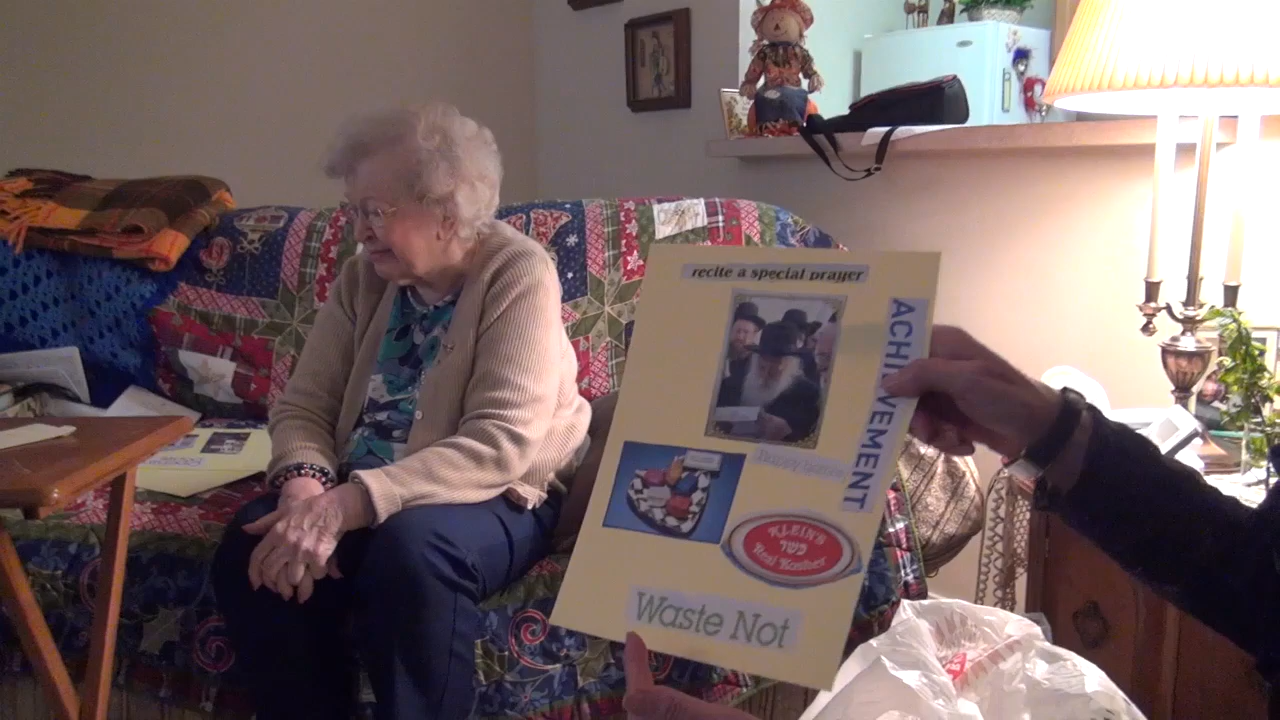 recite a special prayer
ACHIEVEMENT
KLEIN'S
כשר
Real Kosher
Waste Not